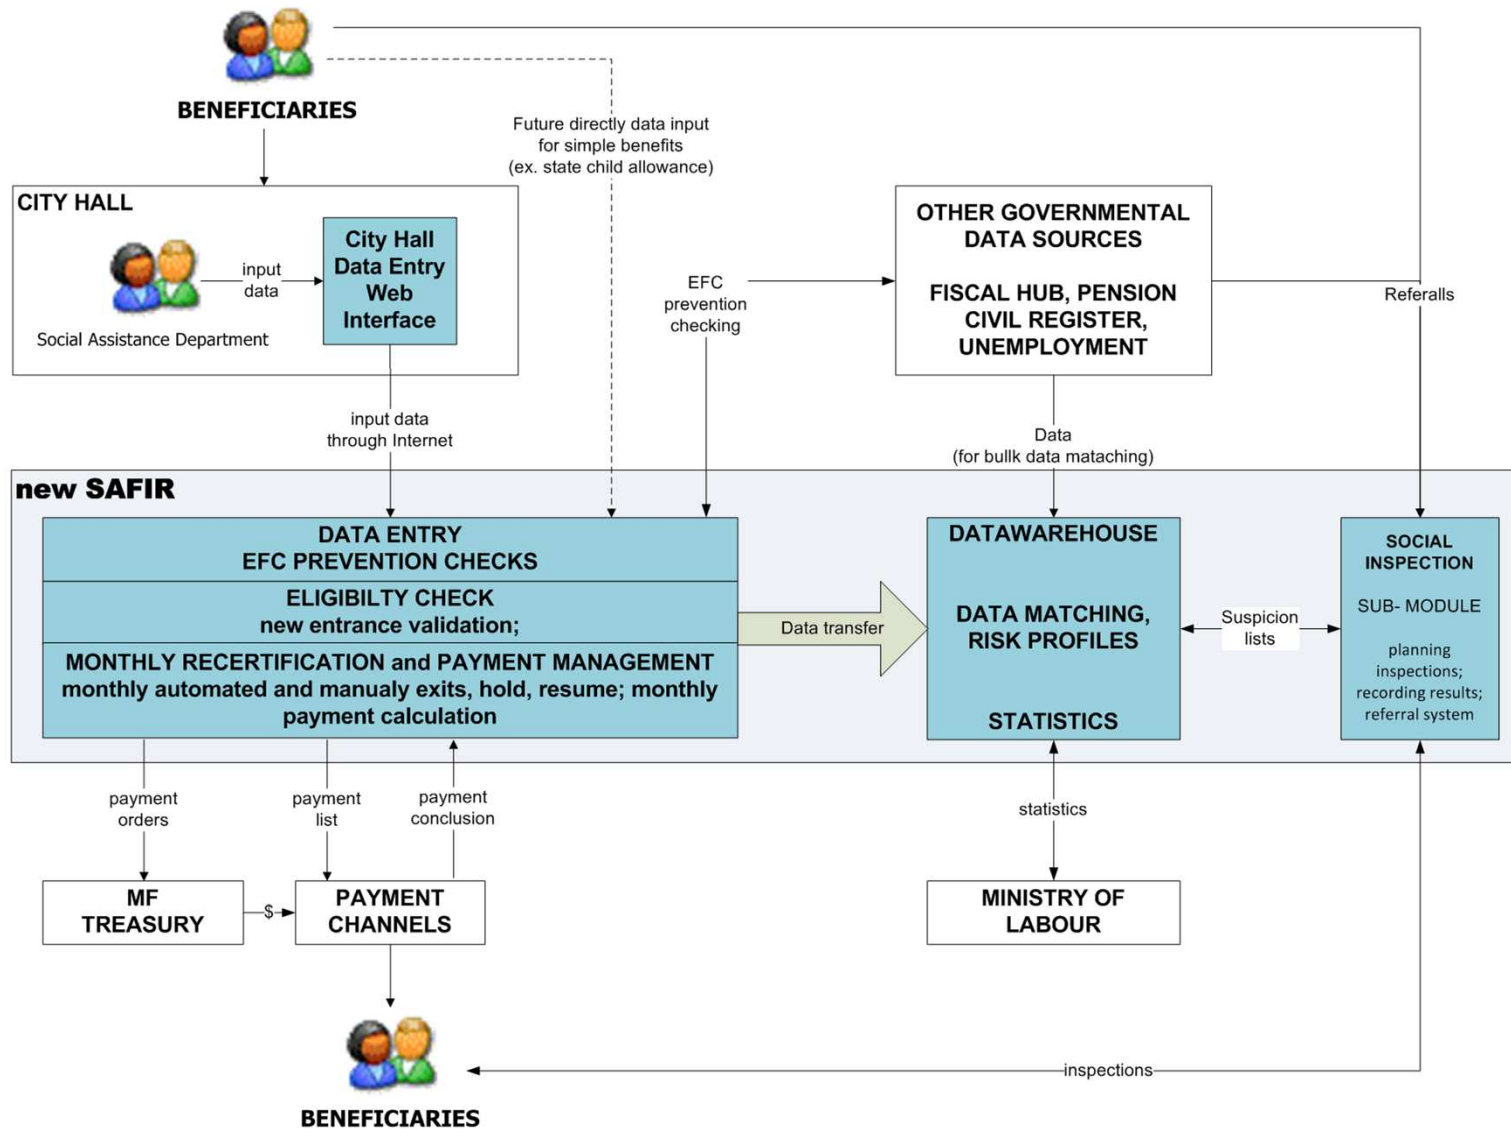 BENEFICIARIES
Future directly data input
for simple benefits
(ex. state child allowance)
CITY HALL
City Hall
Data Entry
Web
Interface
input
data
Social Assistance Department
OTHER GOVERNMENTAL
DATA SOURCES
FISCAL HUB, PENSION
CIVIL REGISTER,
UNEMPLOYMENT
EFC
prevention
checking
Referalls
input data
through Internet
Data
(for bullk data mataching)
new SAFIR
DATA ENTRY
EFC PREVENTION CHECKS
ELIGIBILTY CHECK
new entrance validation;
MONTHLY RECERTIFICATION and PAYMENT MANAGEMENT
monthly automated and manualy exits, hold, resume; monthly
payment calculation
Data transfer
DATAWAREHOUSE
DATA MATCHING,
RISK PROFILES
STATISTICS
Suspicion
lists
SOCIAL
INSPECTION
SUB- MODULE
planning
inspections;
recording results;
referral system
payment
orders
payment
list
payment
conclusion
statistics
MF
TREASURY
$
PAYMENT
CHANNELS
MINISTRY OF
LABOUR
inspections
BENEFICIARIES